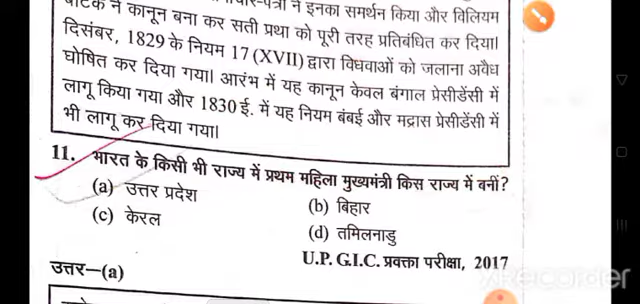 समाचार-पत्रों ने इनका समर्थन किया और विलियम
बेंटिक ने कानून बना कर सती प्रथा को पूरी तरह प्रतिबंधित कर दिया।
दिसंबर, 1829 के नियम 17 (XVII) द्वारा विधवाओं को जलाना अवैध
घोषित कर दिया गया। आरंभ में यह कानून केवल बंगाल प्रेसीडेंसी में
लागू किया गया और 1830 ई. में यह नियम बंबई और मद्रास प्रेसीडेंसी में
भी लागू कर दिया गया।
11. भारत के किसी भी राज्य में प्रथम महिला मुख्यमंत्री किस राज्य में बनीं?
(a) उत्तर प्रदेश
(b) बिहार
(c) केरल
(d) तमिलनाडु
U.P. G.I.C. प्रवक्ता परीक्षा, 2017
उत्तर—(a)
XRecorder